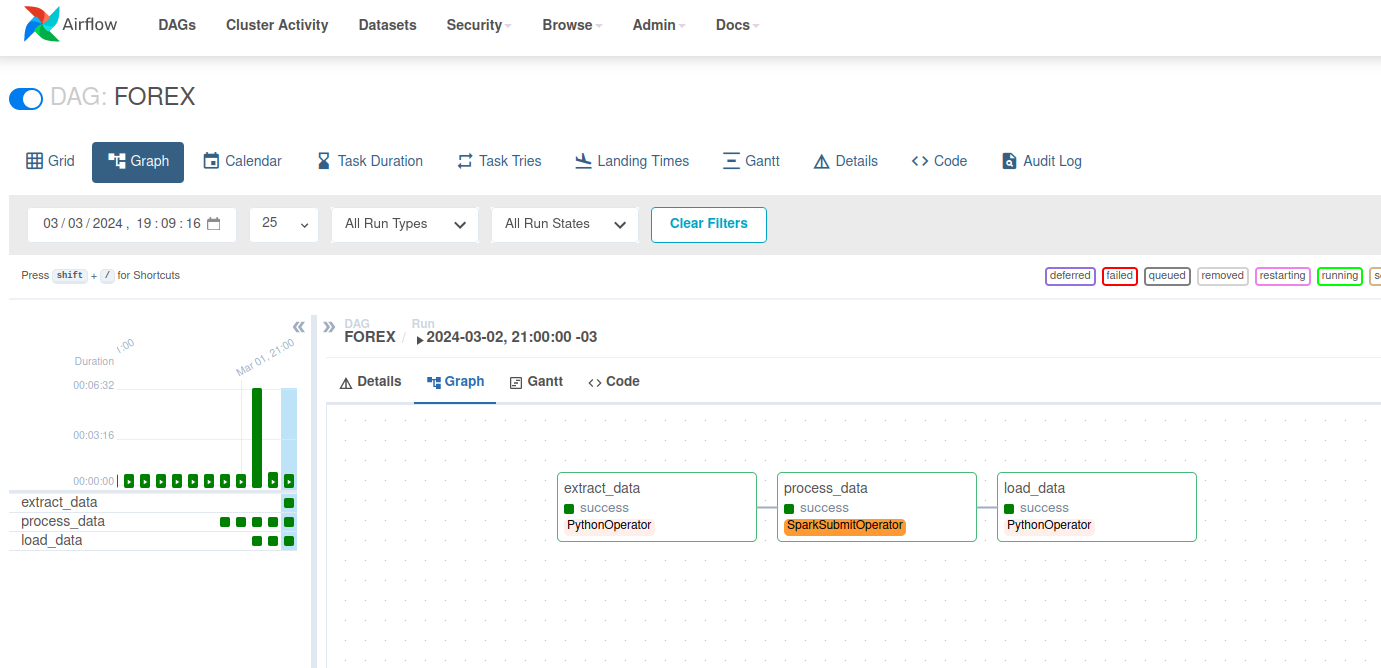 Airflow DAGs Cluster Activity Datasets Security Browse Admin Docs
DAG: FOREX
Grid Graph Calendar Task Duration Task Tries Landing Times Gantt Details Code Audit Log
03 / 03 / 2024 , 19 : 09 : 16 25 All Run Types All Run States Clear Filters
Press shift + / for Shortcuts deferred failed queued removed restarting running
DAG Run
FOREX / 2024-03-02, 21:00:00 -03
Details Graph Gantt Code
Mar 01, 21:00
Duration
00:06:32
00:03:16
00:00:00
extract_data
process_data
load_data
extract_data
success
PythonOperator
process_data
success
SparkSubmitOperator
load_data
success
PythonOperator